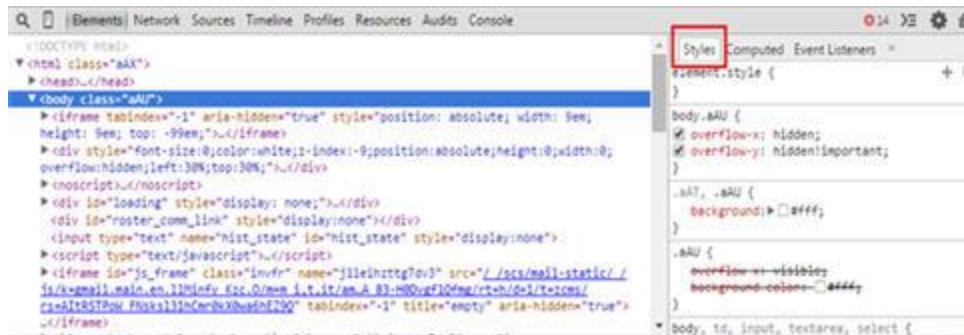 Elements Network Sources Timeline Profiles Resources Audits Console
14
<!DOCTYPE html>
▼<html class="aAX">
▶<head>…</head>
▼<body class="aAU">
▶<iframe tabindex="-1" aria-hidden="true" style="position: absolute; width: 9em;
height: 9em; top: -99em;">…</iframe>
▶<div style="font-size:0;color:white;z-index:-9;position:absolute;height:0;width:0;
overflow:hidden;left:30%;top:30%;">…</div>
▶<noscript>…</noscript>
▶<div id="loading" style="display: none;">…</div>
<div id="roster_comm_link" style="display:none"></div>
<input type="text" name="hist_state" id="hist_state" style="display:none">
▶<script type="text/javascript">…</script>
▶<iframe id="js_frame" class="invfr" name= src="/_/scs/mail-static/_/
tabindex="-1" title="empty" aria-hidden="true">
…</iframe>
Styles Computed Event Listeners »
element.style { +
}
body.aAU {
overflow-x: hidden;
overflow-y: hidden!important;
}
.aAT, .aAU {
background:▶ #fff;
}
.aAU {
overflow-x: visible;
background-color: #fff;
}
body, td, input, textarea, select {